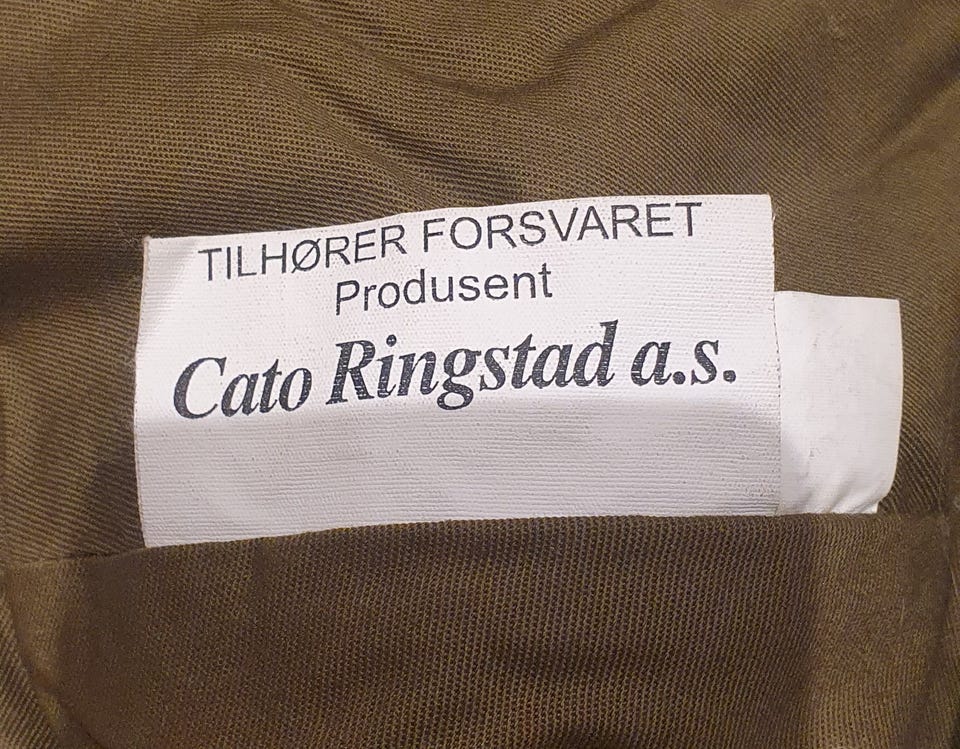 TILHØRER FORSVARET
Produsent
Cato Ringstad a.s.